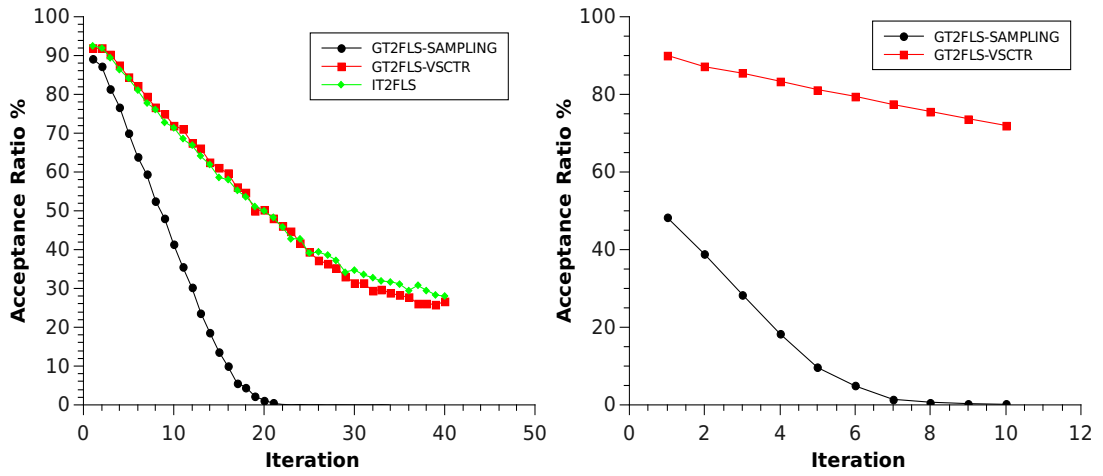 Acceptance Ratio %
100
90
80
70
60
50
40
30
20
10
0
GT2FLS-SAMPLING
GT2FLS-VSCTR
IT2FLS
0 10 20 30 40 50
Iteration
Acceptance Ratio %
100
80
60
40
20
0
GT2FLS-SAMPLING
GT2FLS-VSCTR
0 2 4 6 8 10 12
Iteration